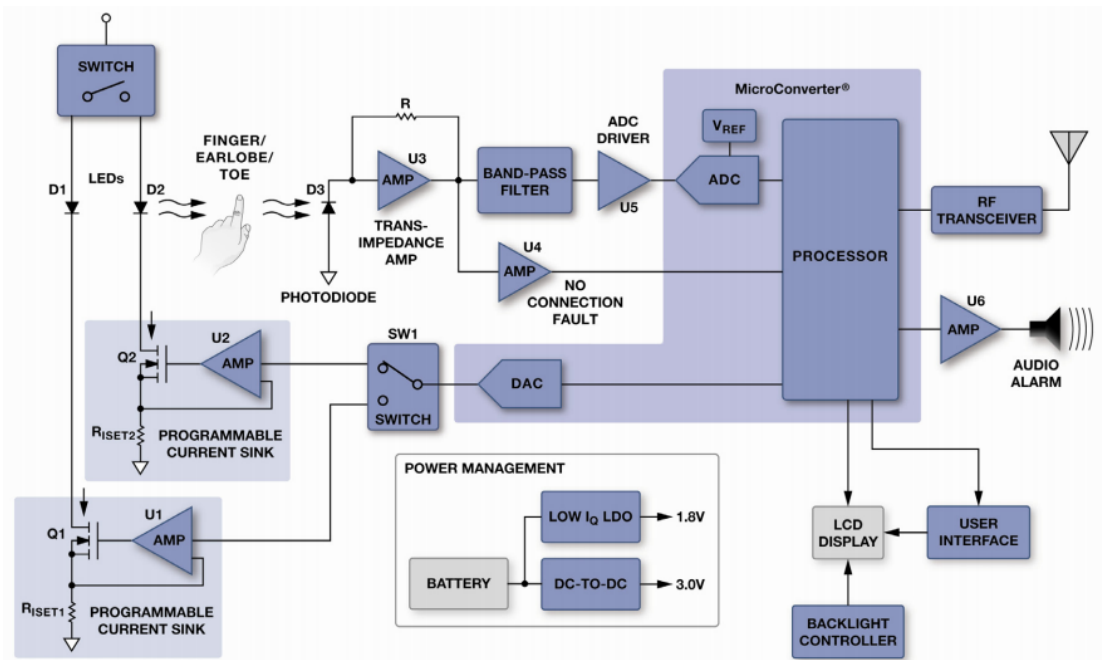 SWITCH
MicroConverter®
R
ADC
DRIVER
VREF
FINGER/
EARLOBE/
TOE
U3
AMP
D1
LEDs
D2
D3
BAND-PASS
FILTER
U5
ADC
RF
TRANSCEIVER
TRANS-
IMPEDANCE
AMP
U4
AMP
PROCESSOR
PHOTODIODE
NO
CONNECTION
FAULT
U6
AMP
AUDIO
ALARM
U2
AMP
Q2
SW1
SWITCH
DAC
RISET2
PROGRAMMABLE
CURRENT SINK
POWER MANAGEMENT
LOW IQ LDO
1.8V
BATTERY
DC-TO-DC
3.0V
U1
AMP
Q1
RISET1
PROGRAMMABLE
CURRENT SINK
LCD
DISPLAY
USER
INTERFACE
BACKLIGHT
CONTROLLER